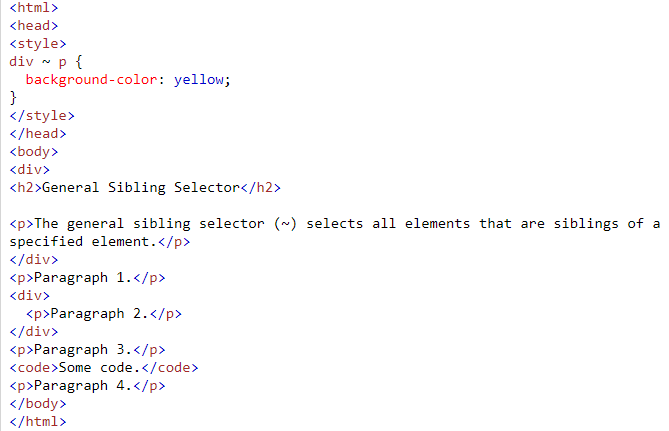 <html>
<head>
<style>
div ~ p {
  background-color: yellow;
}
</style>
</head>
<body>
<div>
<h2>General Sibling Selector</h2>

<p>The general sibling selector (~) selects all elements that are siblings of a
specified element.</p>
</div>
<p>Paragraph 1.</p>
<div>
  <p>Paragraph 2.</p>
</div>
<p>Paragraph 3.</p>
<code>Some code.</code>
<p>Paragraph 4.</p>
</body>
</html>